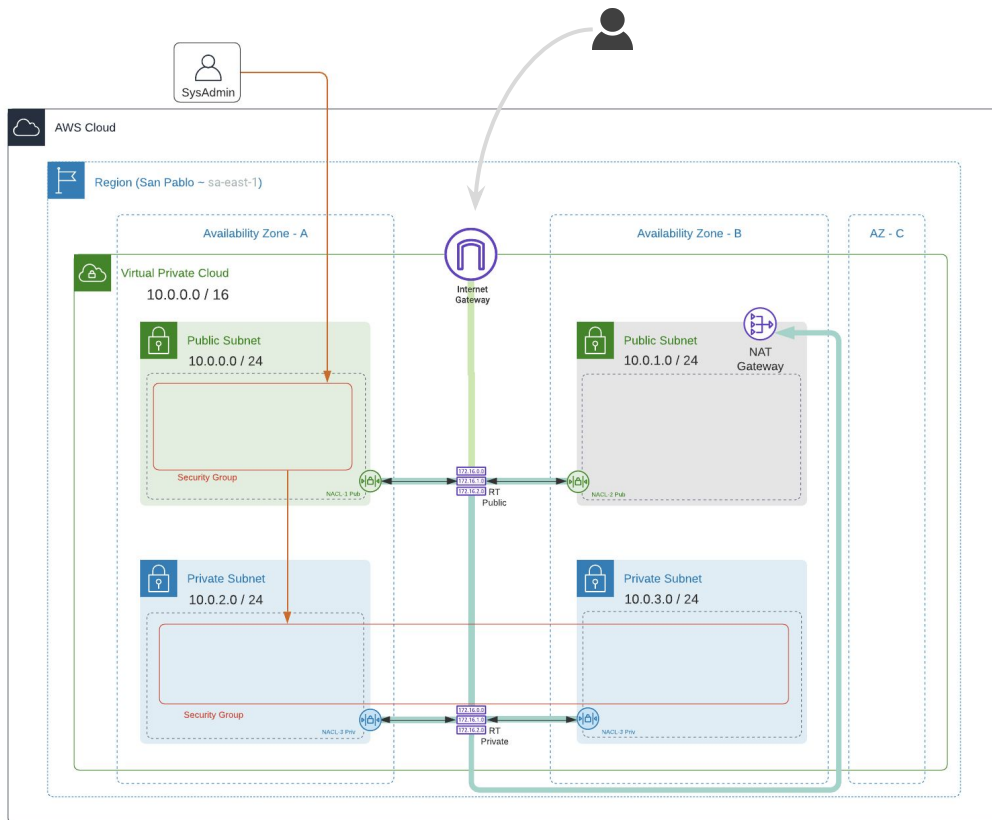 SysAdmin
AWS Cloud
Region (San Pablo ~ sa-east-1)
Availability Zone - A
Availability Zone - B
AZ - C
Virtual Private Cloud
10.0.0.0 / 16
Internet
Gateway
Public Subnet
10.0.0.0 / 24
Public Subnet
10.0.1.0 / 24
NAT
Gateway
Security Group
NACL-1 Pub
172.16.0.0
172.16.1.0
172.16.2.0
RT
Public
NACL-2 Pub
Private Subnet
10.0.2.0 / 24
Private Subnet
10.0.3.0 / 24
Security Group
NACL-3 Priv
172.16.0.0
172.16.1.0
172.16.2.0
RT
Private
NACL-3 Priv